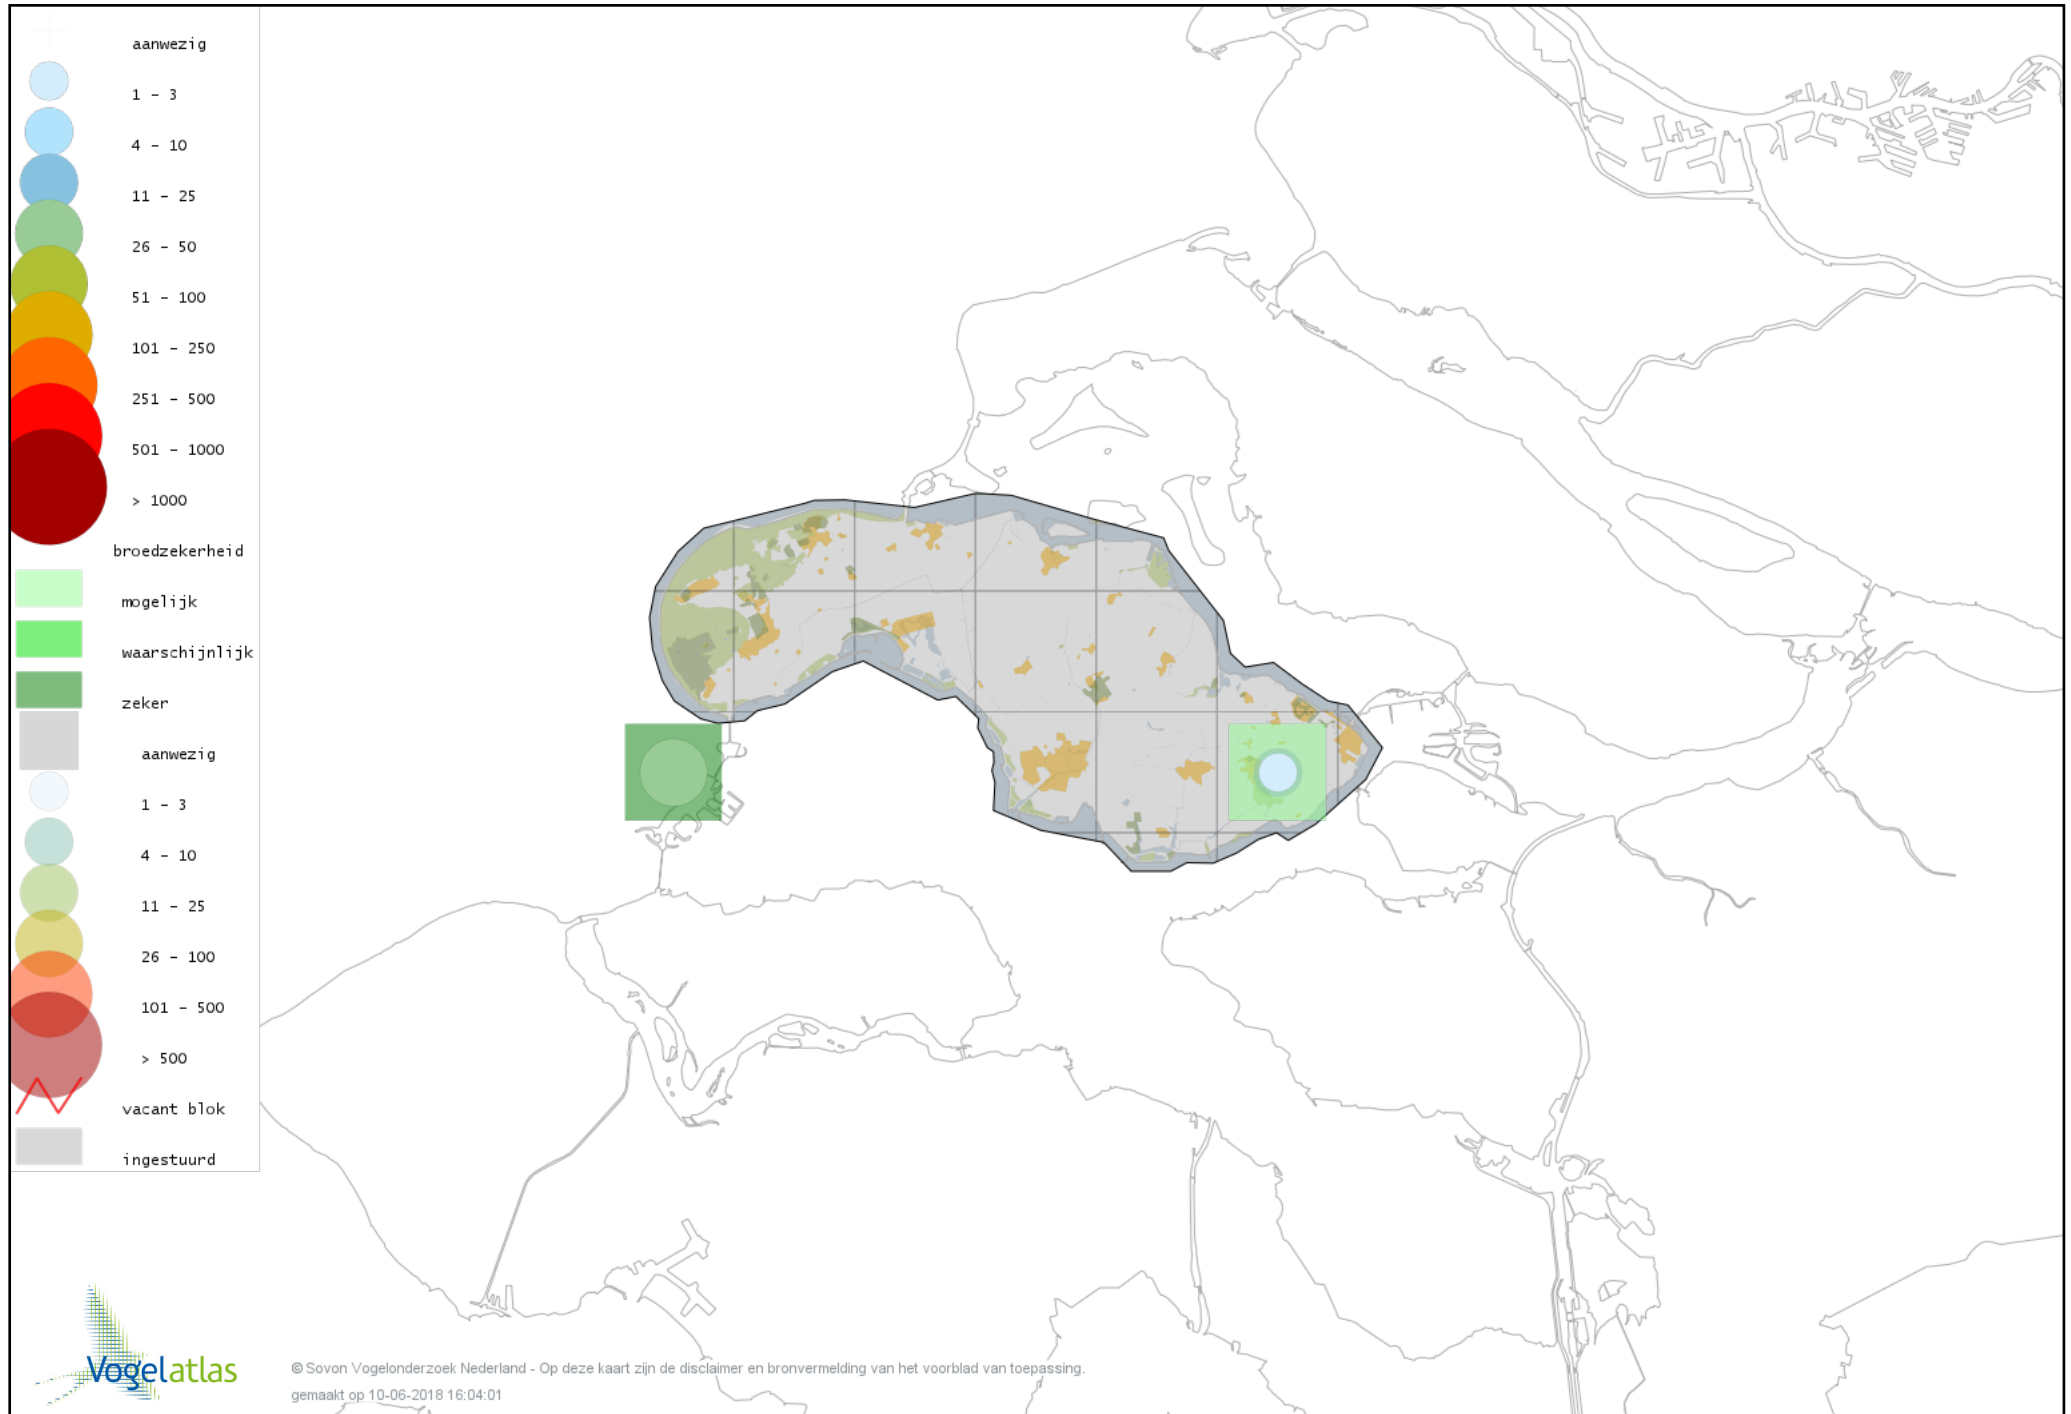 aanwezig
1 - 3
4 - 10
11 - 25
26 - 50
51 - 100
101 - 250
251 - 500
501 - 1000
> 1000
broedzekerheid
mogelijk
waarschijnlijk
zeker
aanwezig
1 - 3
4 - 10
11 - 25
26 - 100
101 - 500
> 500
vacant blok
ingestuurd
Vogelatlas
© Sovon Vogelonderzoek Nederland - Op deze kaart zijn de disclaimer en bronvermelding van het voorblad van toepassing.
gemaakt op 10-06-2018 16:04:01